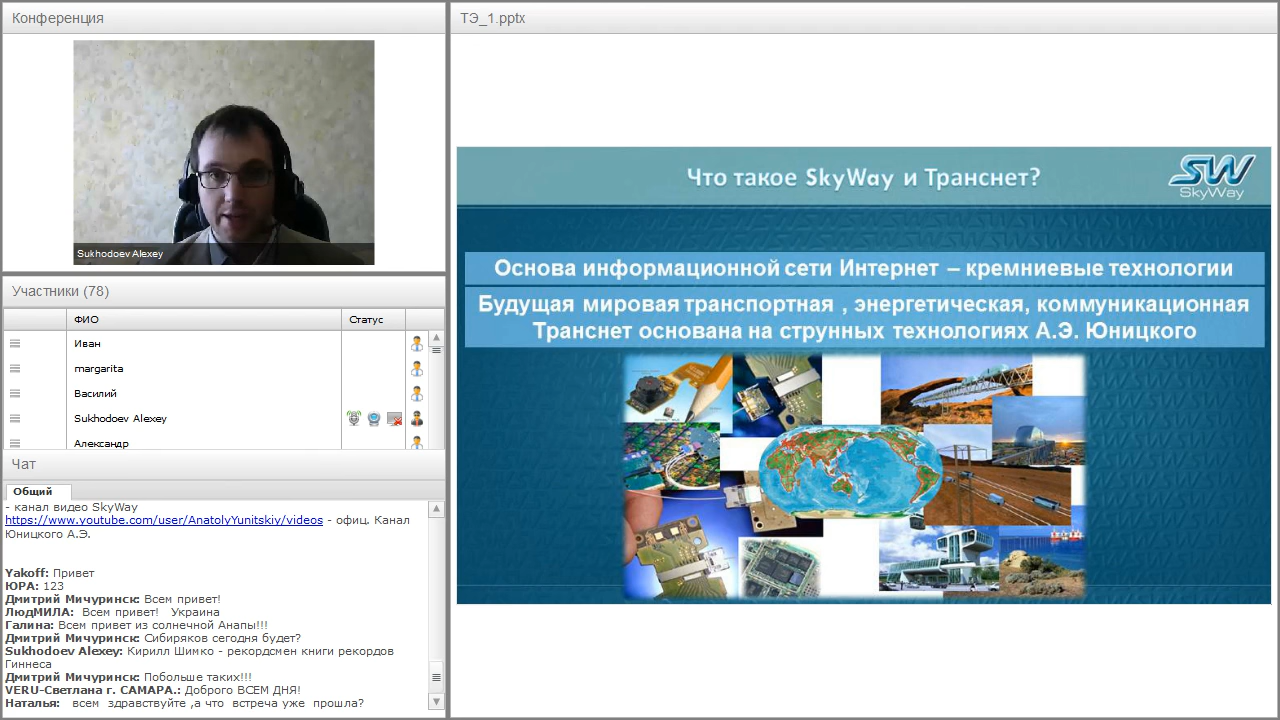 Конференция
Sukhodoev Alexey
Участники (78)
ФИО
Статус
Иван
margarita
Василий
Sukhodoev Alexey
Александр
Чат
Общий
- канал видео SkyWay
https://www.youtube.com/user/AnatolyYunitskiy/videos - офиц. Канал
Юницкого А.Э.
Yakoff: Привет
ЮРА: 123
Дмитрий Мичуринск: Всем привет!
ЛюдМИЛА: Всем привет! Украина
Галина: Всем привет из солнечной Анапы!!!
Дмитрий Мичуринск: Сибиряков сегодня будет?
Sukhodoev Alexey: Кирилл Шимко - рекордсмен книги рекордов
Гиннеса
Дмитрий Мичуринск: Побольше таких!!!
VERU-Светлана г. САМАРА.: Доброго ВСЕМ ДНЯ!
Наталья: всем здравствуйте ,а что встреча уже прошла?
ТЭ_1.pptx
Что такое SkyWay и Транснет?
SW
SkyWay
Основа информационной сети Интернет – кремниевые технологии
Будущая мировая транспортная , энергетическая, коммуникационная
Транснет основана на струнных технологиях А.Э. Юницкого